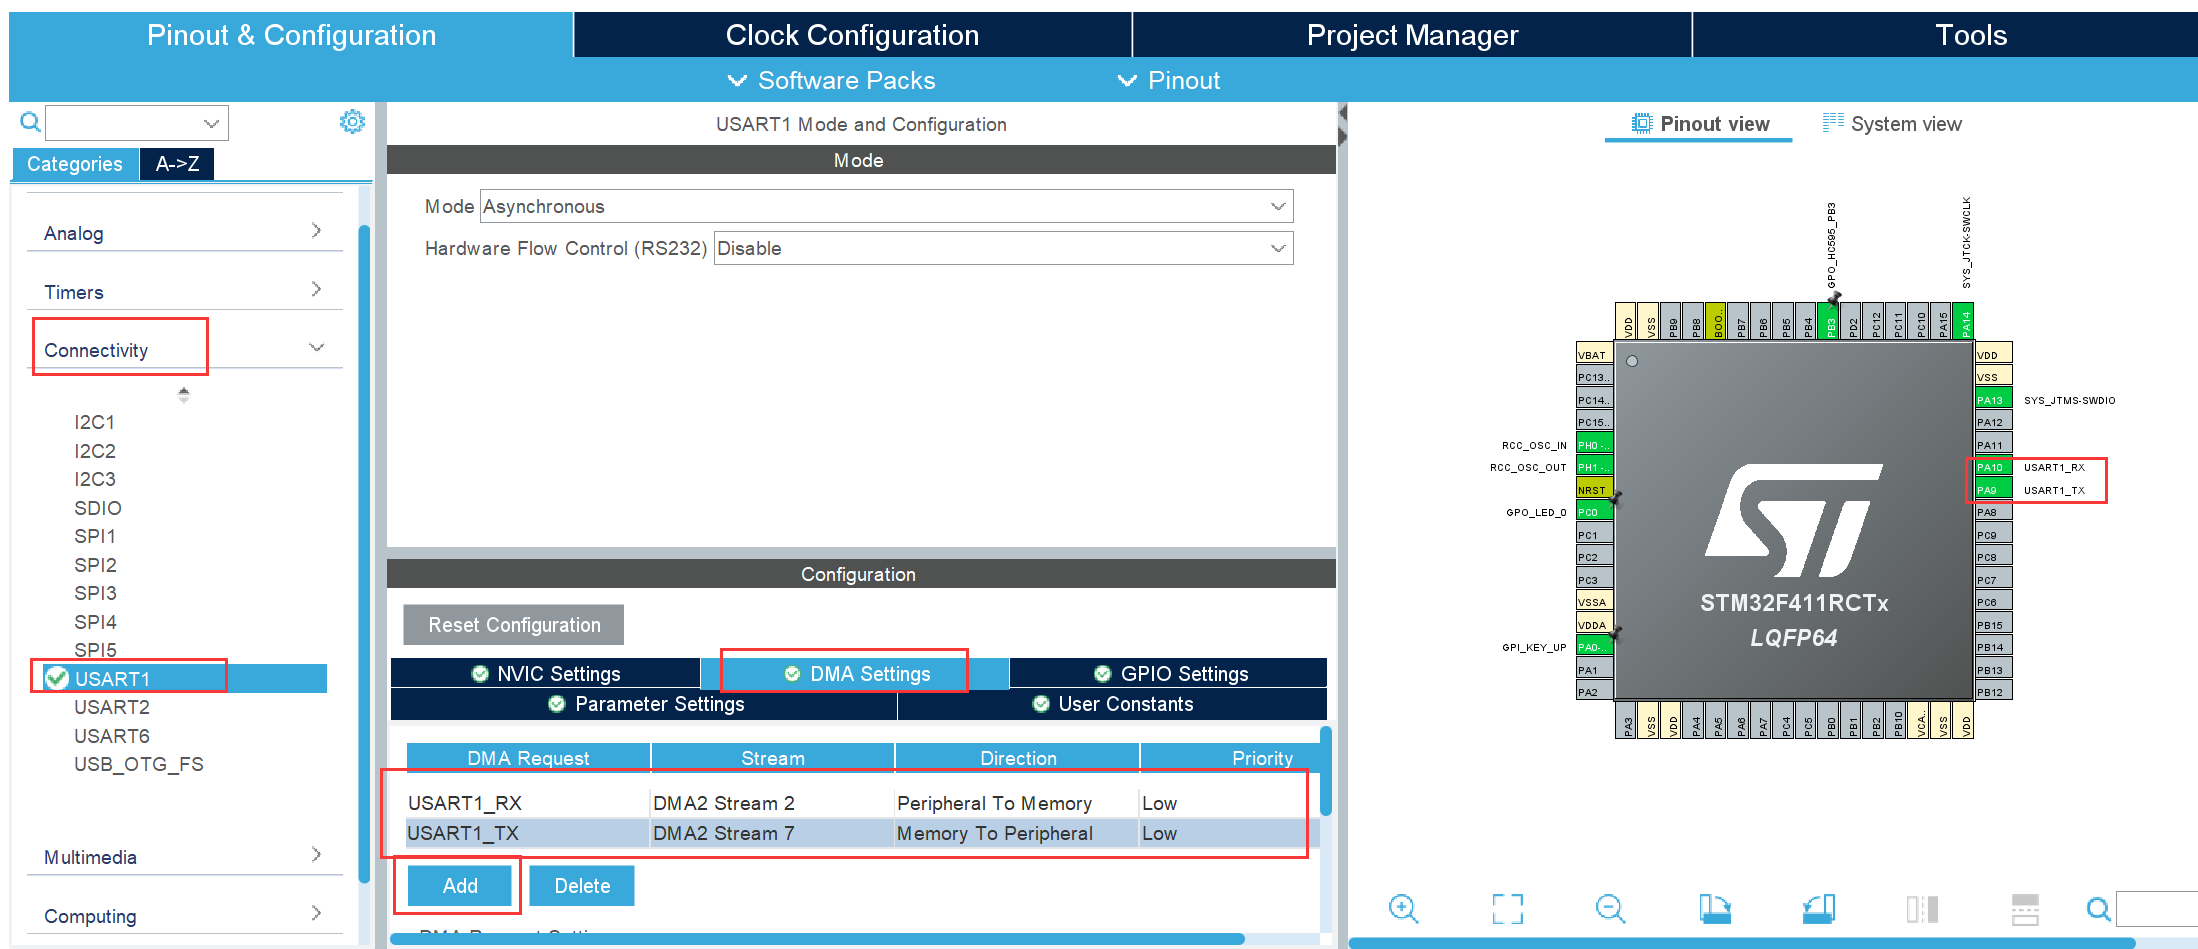 Pinout & Configuration
Clock Configuration
Project Manager
Tools
Software Packs
Pinout
Categories
A->Z
Analog
Timers
Connectivity
I2C1
I2C2
I2C3
SDIO
SPI1
SPI2
SPI3
SPI4
SPI5
USART1
USART2
USART6
USB_OTG_FS
Multimedia
Computing
USART1 Mode and Configuration
Mode
Mode Asynchronous
Hardware Flow Control (RS232) Disable
Configuration
Reset Configuration
NVIC Settings
DMA Settings
GPIO Settings
Parameter Settings
User Constants
DMA Request Stream Direction Priority
USART1_RX DMA2 Stream 2 Peripheral To Memory Low
USART1_TX DMA2 Stream 7 Memory To Peripheral Low
Add
Delete
Pinout view
System view
GPO_HC595_PB3
SYS_JTCK-SWCLK
VDD
VSS
PB9
PB8
BOO..
PB7
PB6
PB5
PB4
PB3
PD2
PC12
PC11
PC10
PA15
PA14
VBAT
PC13..
PC14..
PC15..
RCC_OSC_IN PH0-..
RCC_OSC_OUT PH1-..
NRST
GPO_LED_0 PC0
PC1
PC2
PC3
VSSA
VDDA
GPI_KEY_UP PA0-..
PA1
PA2
STM32F411RCTx
LQFP64
VDD
VSS
PA13 SYS_JTMS-SWDIO
PA12
PA11
PA10 USART1_RX
PA9 USART1_TX
PA8
PC9
PC8
PC7
PC6
PB15
PB14
PB13
PB12
PA3
VSS
VDD
PA4
PA5
PA6
PA7
PC4
PC5
PB0
PB1
PB2
PB10
VCA..
VSS
VDD